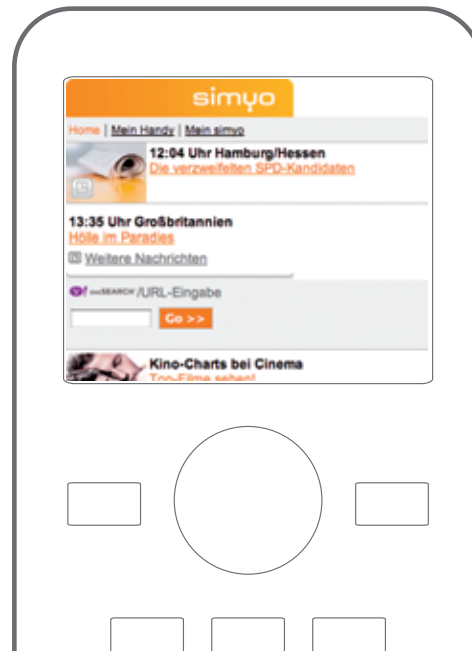 simyo
Home | Mein Handy | Mein simyo
12:04 Uhr Hamburg/Hessen
Die verzweifelten SPD-Kandidaten
13:35 Uhr Großbritannien
Hölle im Paradies
Weitere Nachrichten
Y! oneSEARCH /URL-Eingabe
Go >>
Kino-Charts bei Cinema
Top-Filme sehen!